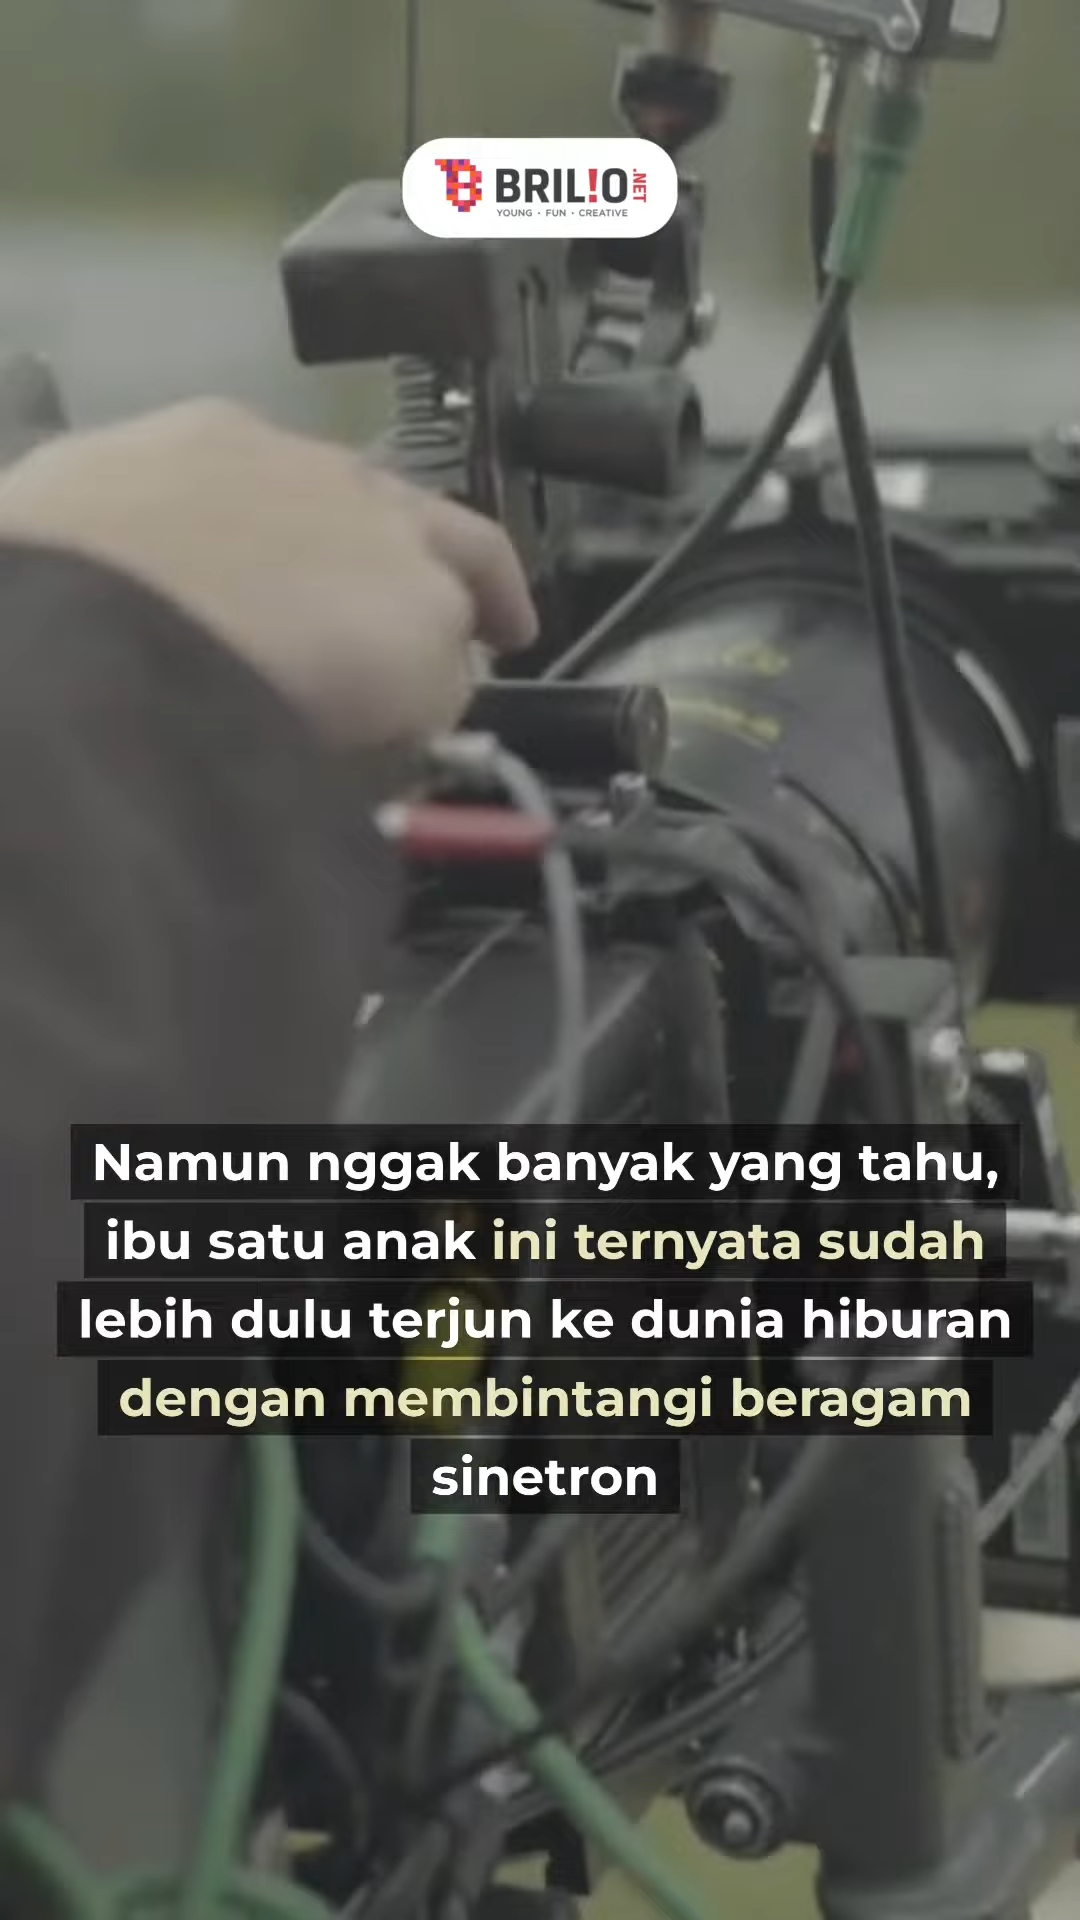 BRIL!O.NET
YOUNG · FUN · CREATIVE
Namun nggak banyak yang tahu,
ibu satu anak ini ternyata sudah
lebih dulu terjun ke dunia hiburan
dengan membintangi beragam
sinetron